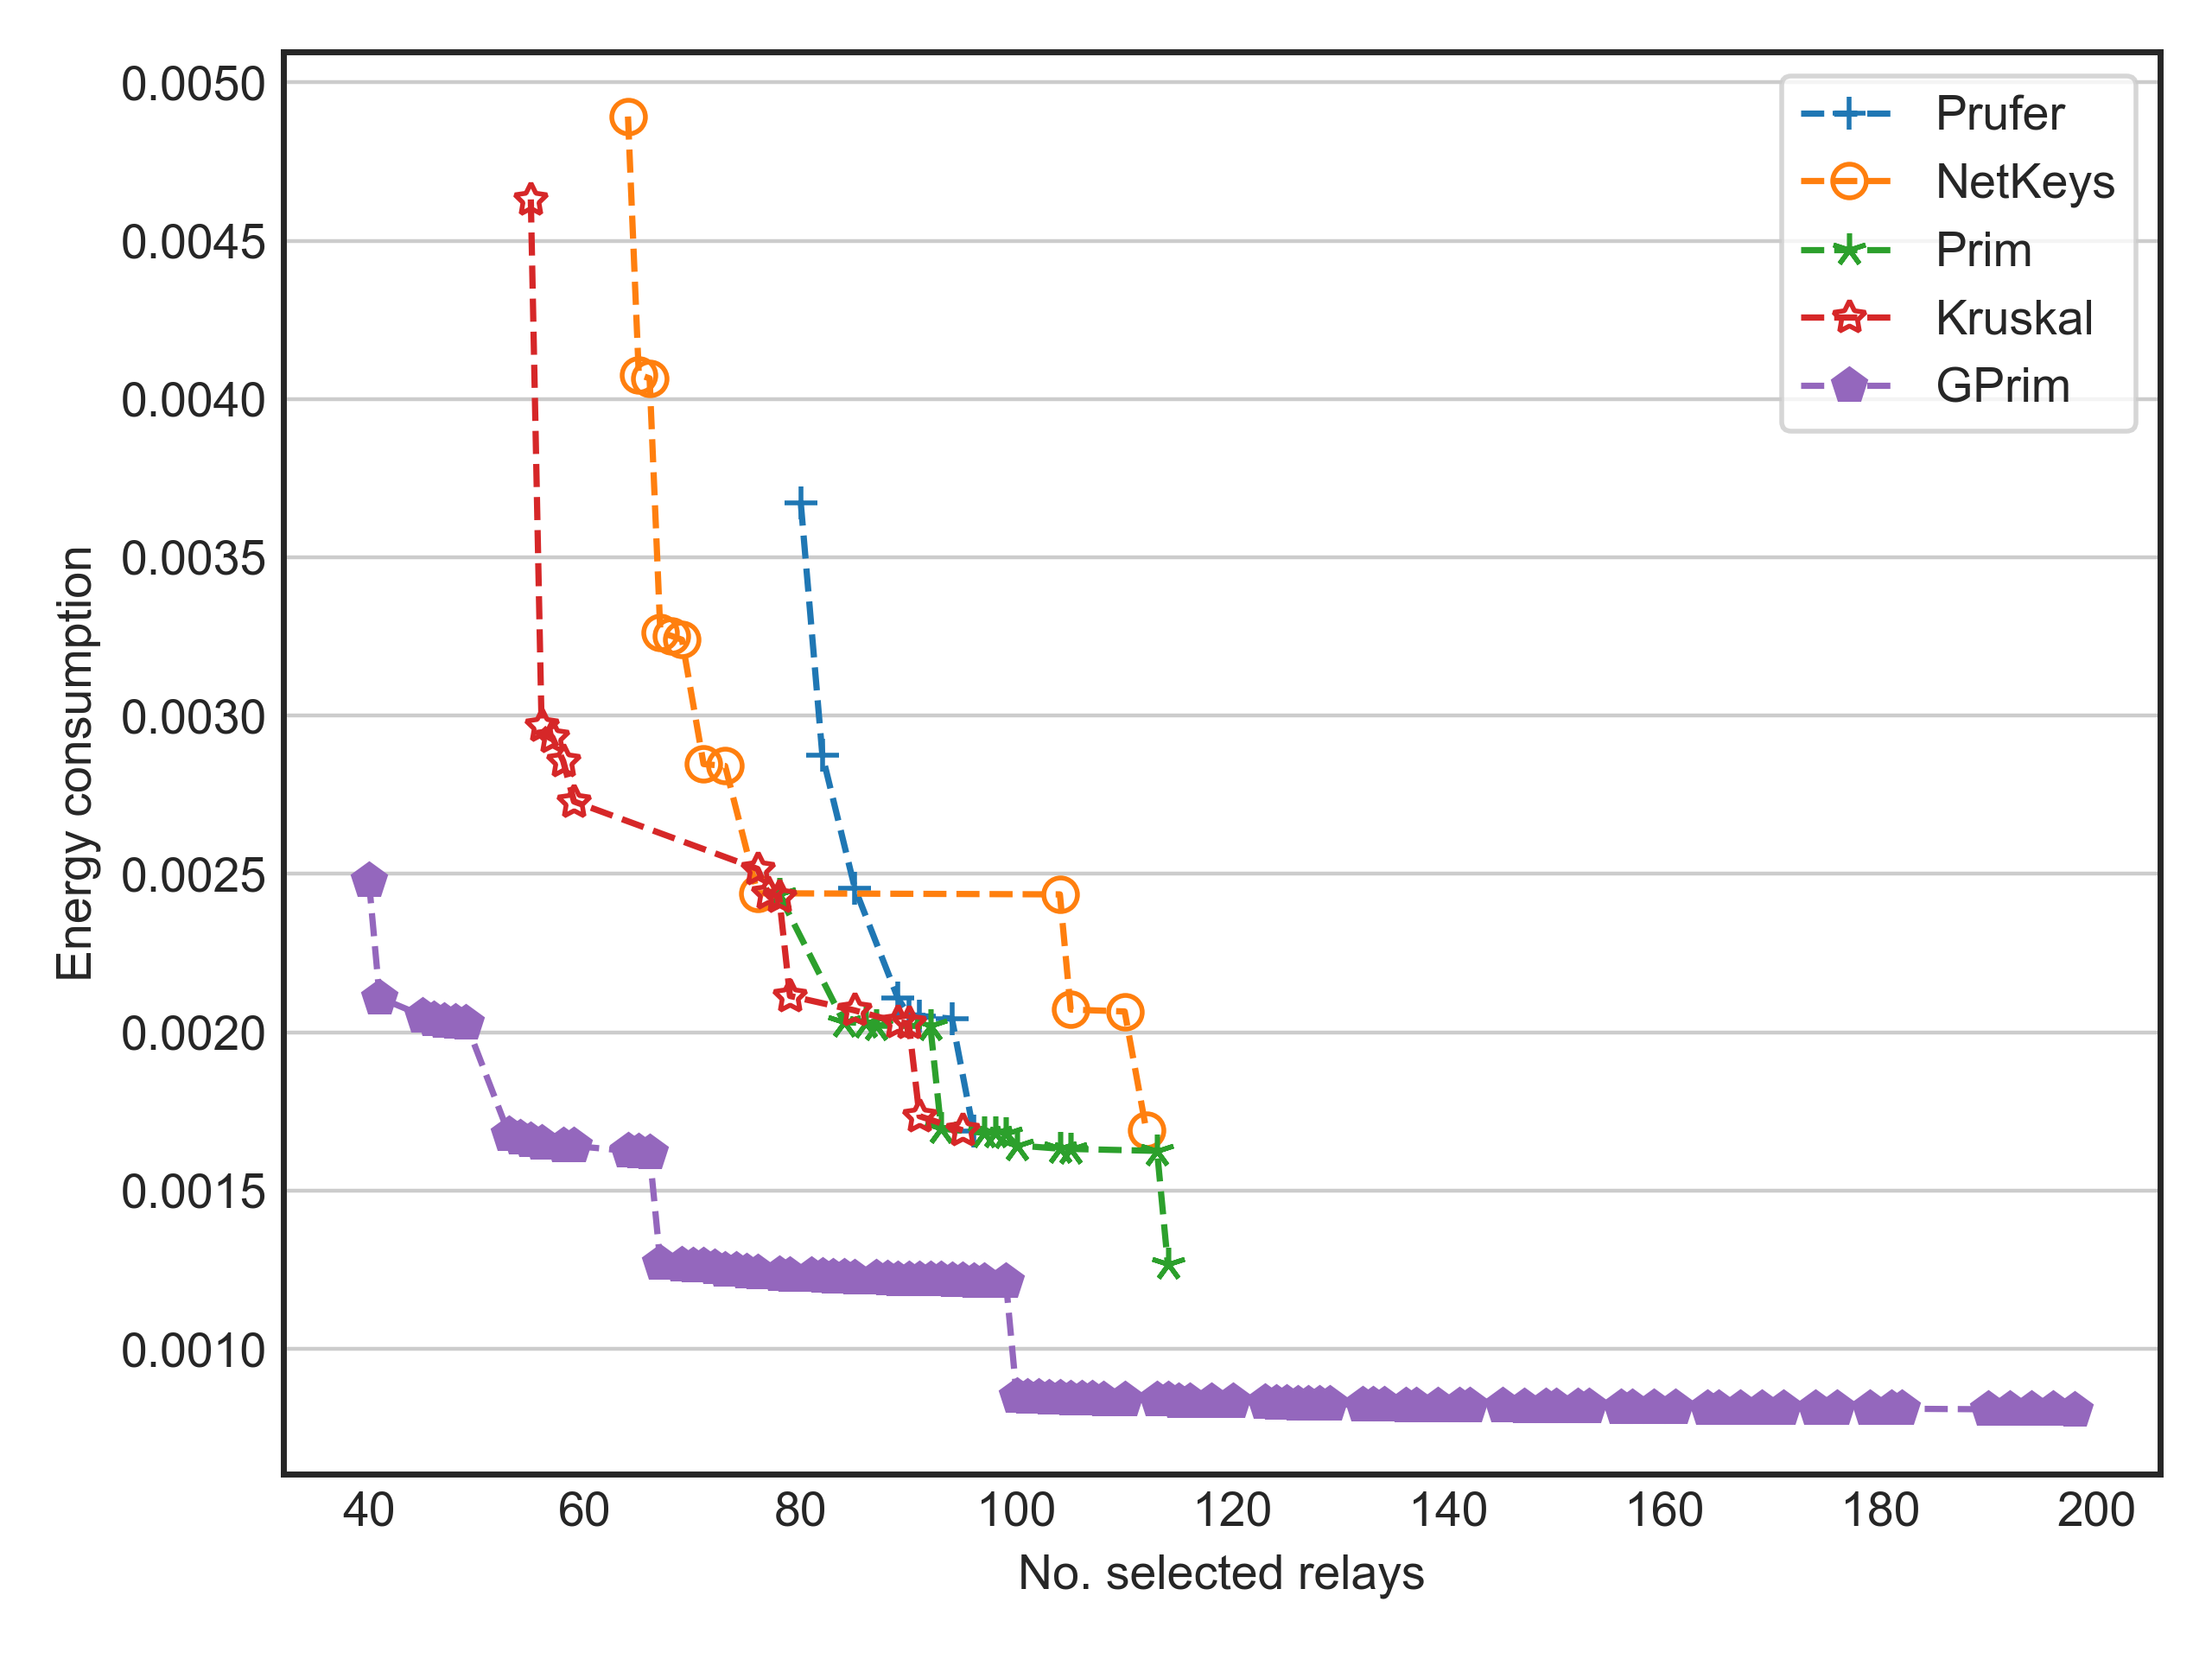 0.0050
0.0045
0.0040
0.0035
0.0030
0.0025
0.0020
0.0015
0.0010
Energy consumption
Prufer
NetKeys
Prim
Kruskal
GPrim
40 60 80 100 120 140 160 180 200
No. selected relays